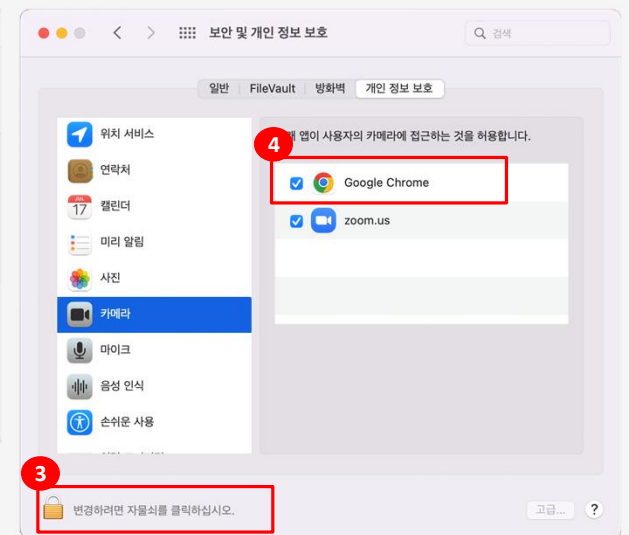 보안 및 개인 정보 보호
검색
일반 FileVault 방화벽 개인 정보 보호
위치 서비스
연락처
JUL
17
캘린더
미리 알림
사진
카메라
마이크
음성 인식
손쉬운 사용
4
앱이 사용자의 카메라에 접근하는 것을 허용합니다.
Google Chrome
zoom.us
3
변경하려면 자물쇠를 클릭하십시오.
고급...
?